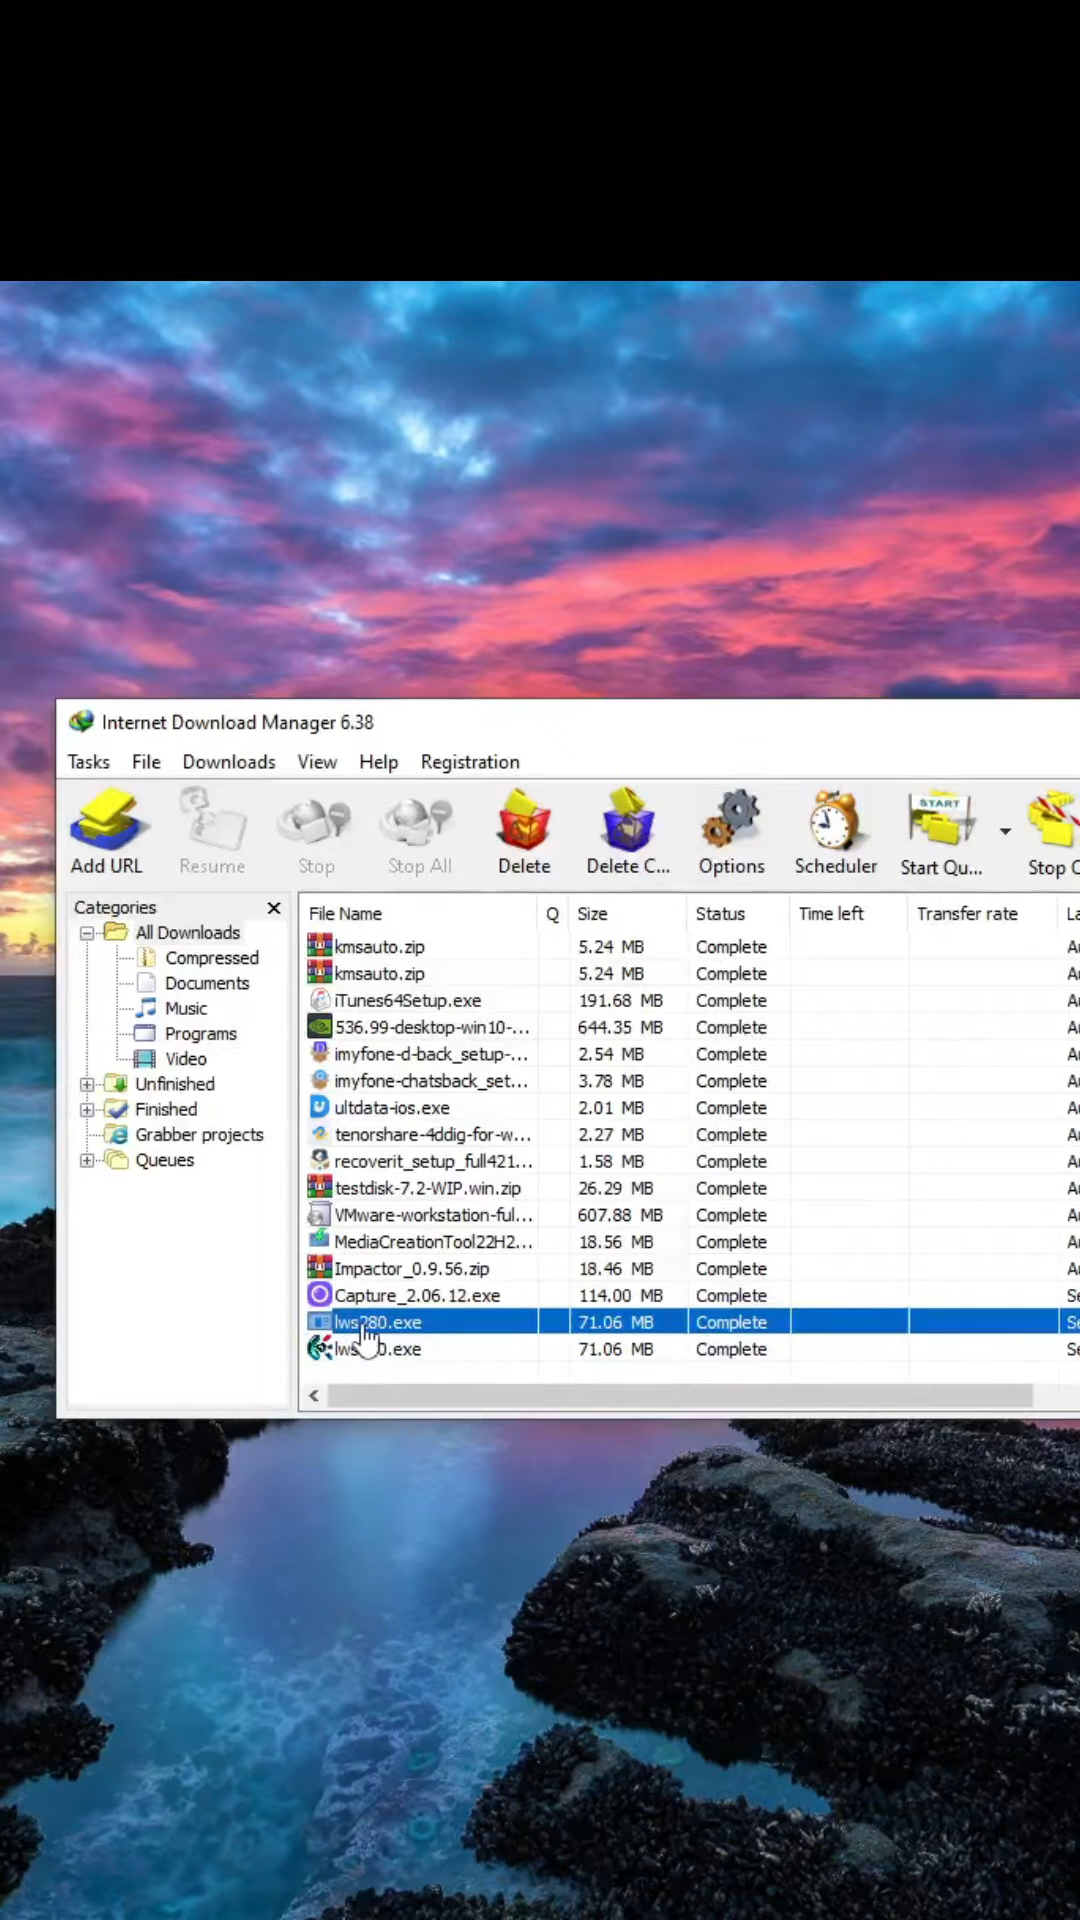 Internet Download Manager 6.38
Tasks File Downloads View Help Registration
Add URL Resume Stop Stop All Delete Delete C... Options Scheduler Start Qu... Stop
START
Categories
All Downloads
Compressed
Documents
Music
Programs
Video
Unfinished
Finished
Grabber projects
Queues
File Name Q Size Status Time left Transfer rate
kmsauto.zip 5.24 MB Complete
kmsauto.zip 5.24 MB Complete
iTunes64Setup.exe 191.68 MB Complete
536.99-desktop-win10-... 644.35 MB Complete
imyfone-d-back_setup-... 2.54 MB Complete
imyfone-chatsback_set... 3.78 MB Complete
ultdata-ios.exe 2.01 MB Complete
tenorshare-4ddig-for-w... 2.27 MB Complete
recoverit_setup_full421... 1.58 MB Complete
testdisk-7.2-WIP.win.zip 26.29 MB Complete
VMware-workstation-ful... 607.88 MB Complete
MediaCreationTool22H2... 18.56 MB Complete
Impactor_0.9.56.zip 18.46 MB Complete
Capture_2.06.12.exe 114.00 MB Complete
lws280.exe 71.06 MB Complete
71.06 MB Complete